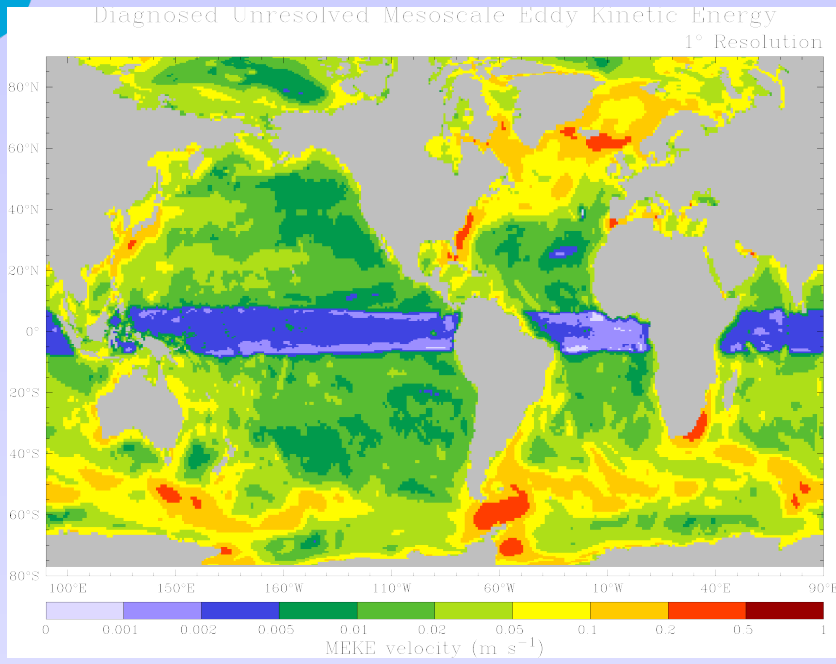 Diagnosed Unresolved Mesoscale Eddy Kinetic Energy
1° Resolution
80°N
60°N
40°N
20°N
0°
20°S
40°S
60°S
80°S
100°E 150°E 160°W 110°W 60°W 10°W 40°E 90°E
0 0.001 0.002 0.005 0.01 0.02 0.05 0.1 0.2 0.5 1
MEKE velocity (m s⁻¹)